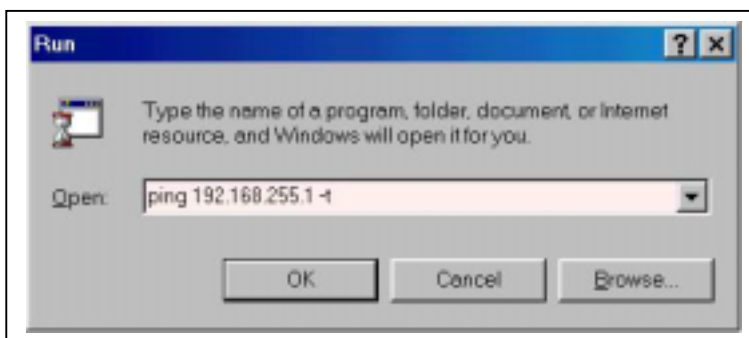 Run
Type the name of a program, folder, document, or Internet
resource, and Windows will open it for you.
Open:
ping 192.168.255.1 -t
OK
Cancel
Browse...